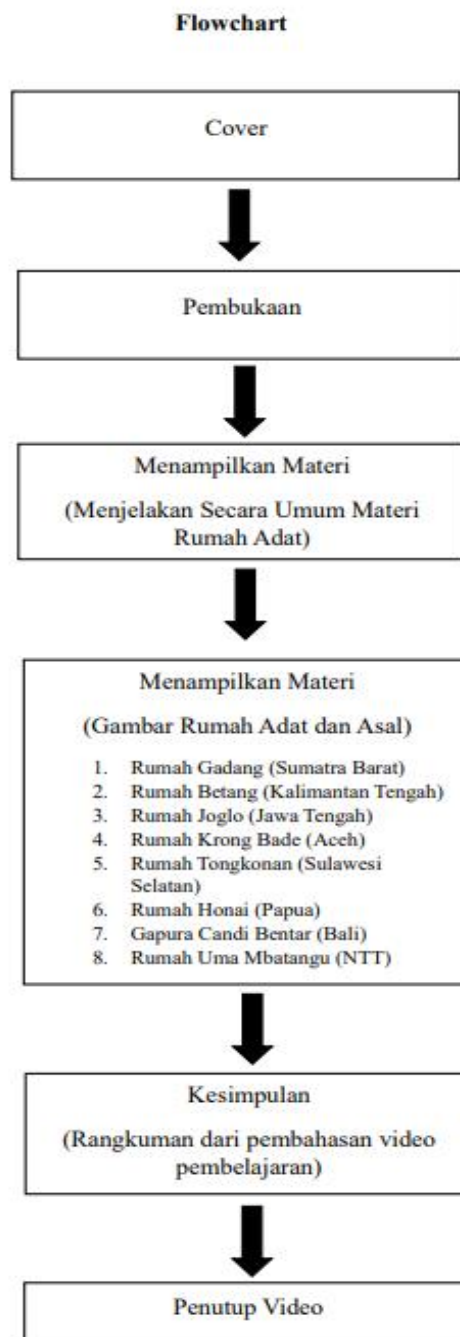 Flowchart
Cover
Pembukaan
Menampilkan Materi
(Menjelakan Secara Umum Materi
Rumah Adat)
Menampilkan Materi
(Gambar Rumah Adat dan Asal)
1. Rumah Gadang (Sumatra Barat)
2. Rumah Betang (Kalimantan Tengah)
3. Rumah Joglo (Jawa Tengah)
4. Rumah Krong Bade (Aceh)
5. Rumah Tongkonan (Sulawesi
Selatan)
6. Rumah Honai (Papua)
7. Gapura Candi Bentar (Bali)
8. Rumah Uma Mbatangu (NTT)
Kesimpulan
(Rangkuman dari pembahasan video
pembelajaran)
Penutup Video